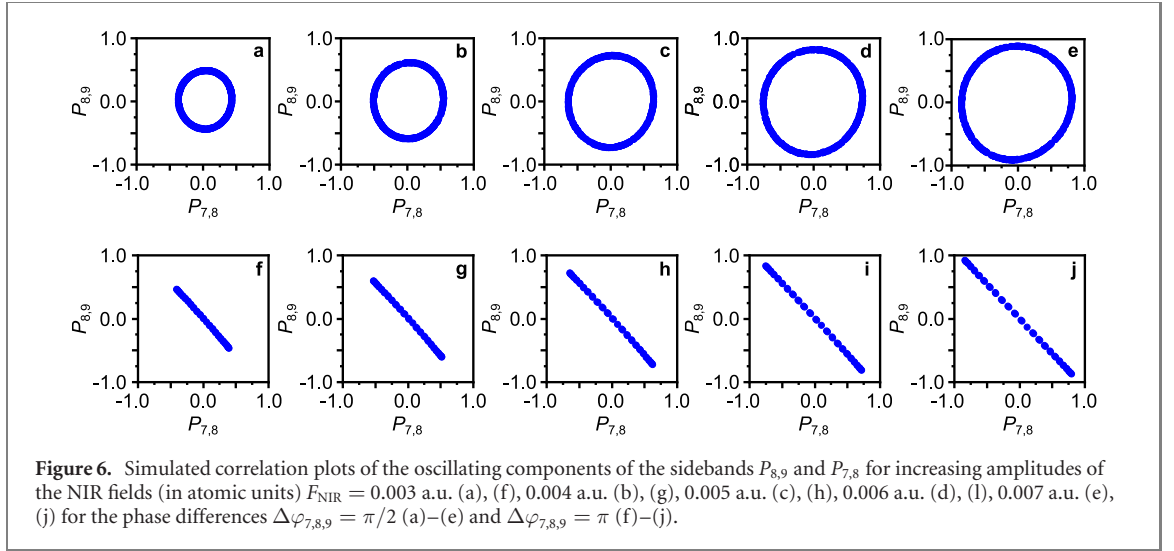 1.0 a 1.0 b 1.0 c 1.0 d 1.0 e
P8,9 P8,9 P8,9 P8,9 P8,9
0.0 0.0 0.0 0.0 0.0
-1.0 -1.0 -1.0 -1.0 -1.0
-1.0 0.0 1.0 -1.0 0.0 1.0 -1.0 0.0 1.0 -1.0 0.0 1.0 -1.0 0.0 1.0
P7,8 P7,8 P7,8 P7,8 P7,8
1.0 f 1.0 g 1.0 h 1.0 i 1.0 j
P8,9 P8,9 P8,9 P8,9 P8,9
0.0 0.0 0.0 0.0 0.0
-1.0 -1.0 -1.0 -1.0 -1.0
-1.0 0.0 1.0 -1.0 0.0 1.0 -1.0 0.0 1.0 -1.0 0.0 1.0 -1.0 0.0 1.0
P7,8 P7,8 P7,8 P7,8 P7,8
Figure 6. Simulated correlation plots of the oscillating components of the sidebands P8,9 and P7,8 for increasing amplitudes of
the NIR fields (in atomic units) FNIR = 0.003 a.u. (a), (f), 0.004 a.u. (b), (g), 0.005 a.u. (c), (h), 0.006 a.u. (d), (l), 0.007 a.u. (e),
(j) for the phase differences Δφ7,8,9 = π/2 (a)–(e) and Δφ7,8,9 = π (f)–(j).